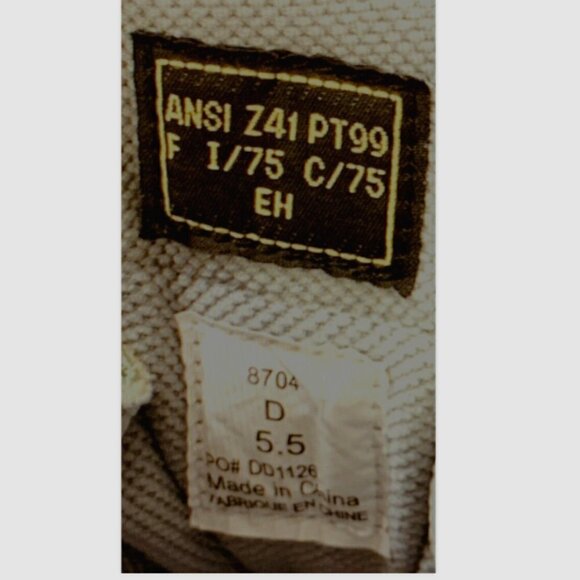 ANSI Z41 PT99
F I/75 C/75
EH
8704
D
5.5
PO# DD1126
Made in China
FABRIQUE EN CHINE